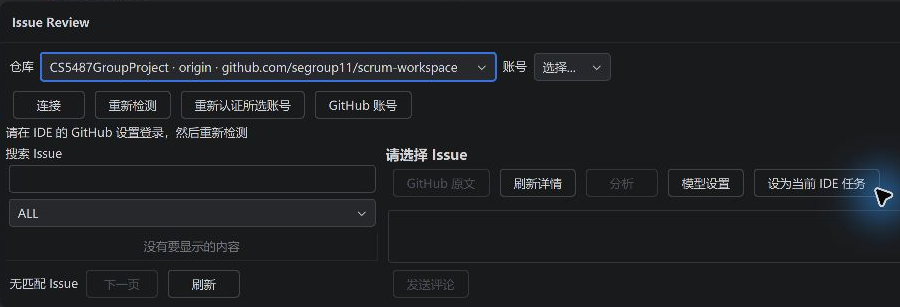 Issue Review
仓库 CS5487GroupProject · origin · github.com/segroup11/scrum-workspace 账号 选择...
连接 重新检测 重新认证所选账号 GitHub 账号
请在 IDE 的 GitHub 设置登录，然后重新检测
搜索 Issue
请选择 Issue
GitHub 原文 刷新详情 分析 模型设置 设为当前 IDE 任务
ALL
没有要显示的内容
无匹配 Issue 下一页 刷新
发送评论